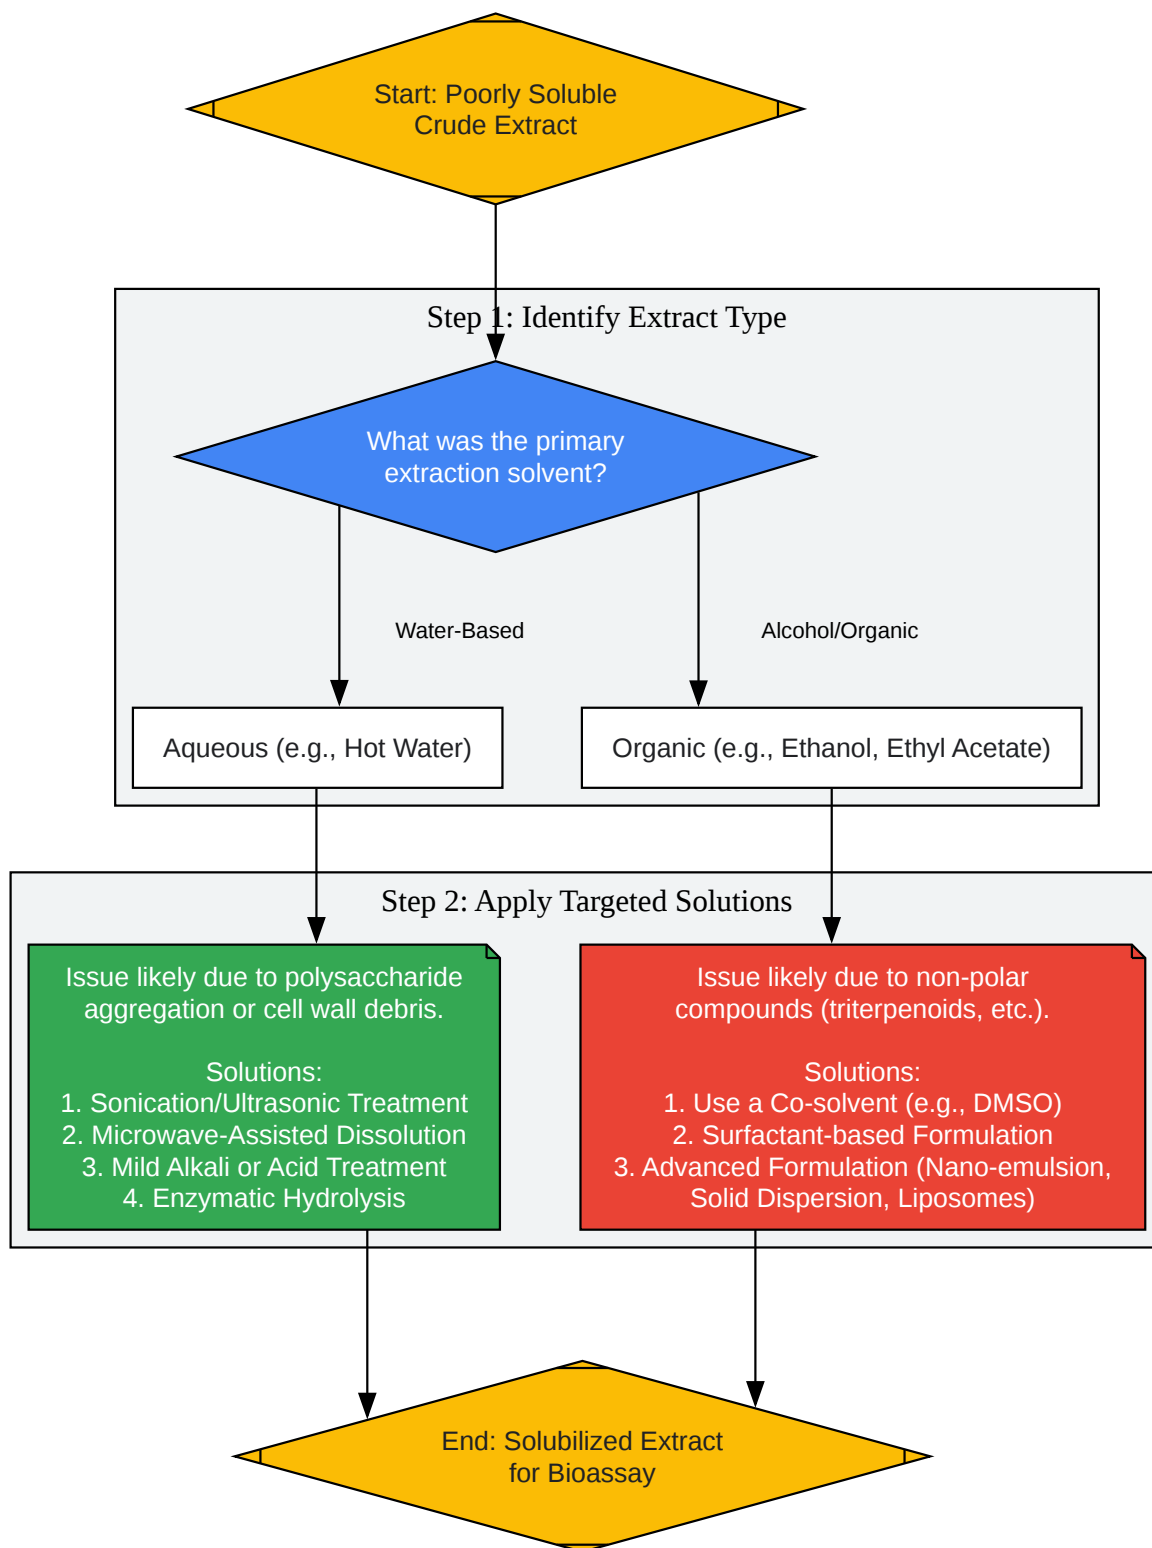 Start: Poorly Soluble
Crude Extract
Step 1: Identify Extract Type
What was the primary
extraction solvent?
Water-Based
Alcohol/Organic
Aqueous (e.g., Hot Water)
Organic (e.g., Ethanol, Ethyl Acetate)
Step 2: Apply Targeted Solutions
Issue likely due to polysaccharide
aggregation or cell wall debris.
Solutions:
1. Sonication/Ultrasonic Treatment
2. Microwave-Assisted Dissolution
3. Mild Alkali or Acid Treatment
4. Enzymatic Hydrolysis
Issue likely due to non-polar
compounds (triterpenoids, etc.).
Solutions:
1. Use a Co-solvent (e.g., DMSO)
2. Surfactant-based Formulation
3. Advanced Formulation (Nano-emulsion,
Solid Dispersion, Liposomes)
End: Solubilized Extract
for Bioassay